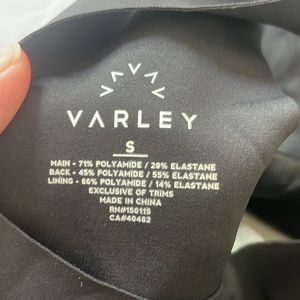 VARLEY
S
MAIN - 71% POLYAMIDE / 29% ELASTANE
BACK - 45% POLYAMIDE / 55% ELASTANE
LINING - 86% POLYAMIDE / 14% ELASTANE
EXCLUSIVE OF TRIMS
MADE IN CHINA
RN#150115
CA#40482